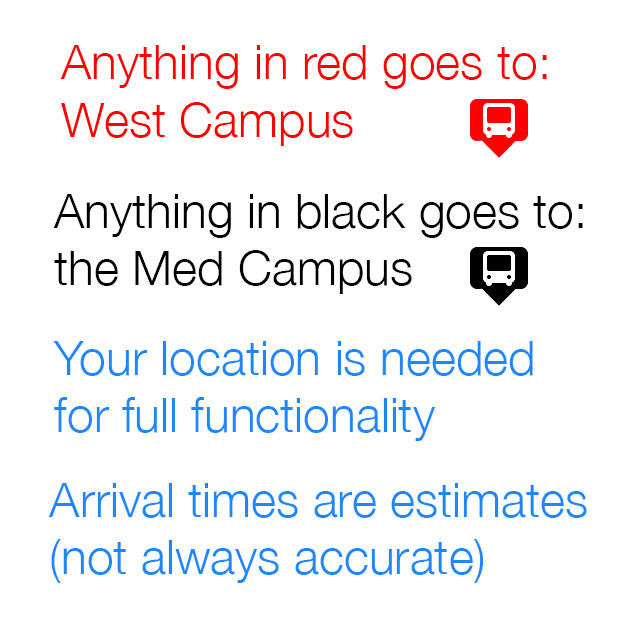 Anything in red goes to:
West Campus
Anything in black goes to:
the Med Campus
Your location is needed
for full functionality
Arrival times are estimates
(not always accurate)